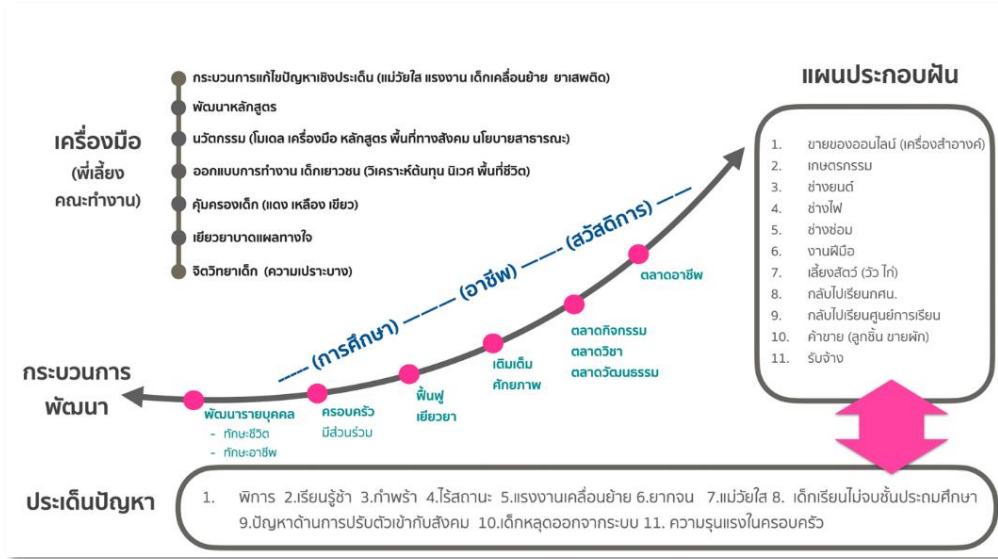 เครื่องมือ
(พี่เลี้ยง
คณะทำงาน)
กระบวนการแก้ไขปัญหาเชิงประเด็น (แม่วัยใส แรงงาน เด็กเคลื่อนย้าย ยาเสพติด)
พัฒนาหลักสูตร
นวัตกรรม (โมเดล เครื่องมือ หลักสูตร พื้นที่ทางสังคม นโยบายสาธารณะ)
ออกแบบการทำงาน เด็กเยาวชน (วิเคราะห์ต้นทุน นิเวศ พื้นที่ชีวิต)
คุ้มครองเด็ก (แดง เหลือง เขียว)
เยียวยาบาดแผลทางใจ
จิตวิทยาเด็ก (ความเปราะบาง)
แผนประกอบฝัน
1. ขายของออนไลน์ (เครื่องสำอางค์)
2. เกษตรกรรม
3. ช่างยนต์
4. ช่างไฟ
5. ช่างซ่อม
6. งานฝีมือ
7. เลี้ยงสัตว์ (วัว ไก่)
8. กลับไปเรียนกศน.
9. กลับไปเรียนศูนย์การเรียน
10. ค้าขาย (ลูกชิ้น ขายผัก)
11. รับจ้าง
----- (การศึกษา) ------ (อาชีพ) ---- (สวัสดิการ) -----
กระบวนการ
พัฒนา
พัฒนารายบุคคล
- ทักษะชีวิต
- ทักษะอาชีพ
ครอบครัว
มีส่วนร่วม
ฟื้นฟู
เยียวยา
เติมเต็ม
ศักยภาพ
ตลาดกิจกรรม
ตลาดวิชา
ตลาดวัฒนธรรม
ตลาดอาชีพ
ประเด็นปัญหา
1. พิการ 2.เรียนรู้ช้า 3.กำพร้า 4.ไร้สถานะ 5.แรงงานเคลื่อนย้าย 6.ยากจน 7.แม่วัยใส 8. เด็กเรียนไม่จบชั้นประถมศึกษา
9.ปัญหาด้านการปรับตัวเข้ากับสังคม 10.เด็กหลุดออกจากระบบ 11. ความรุนแรงในครอบครัว